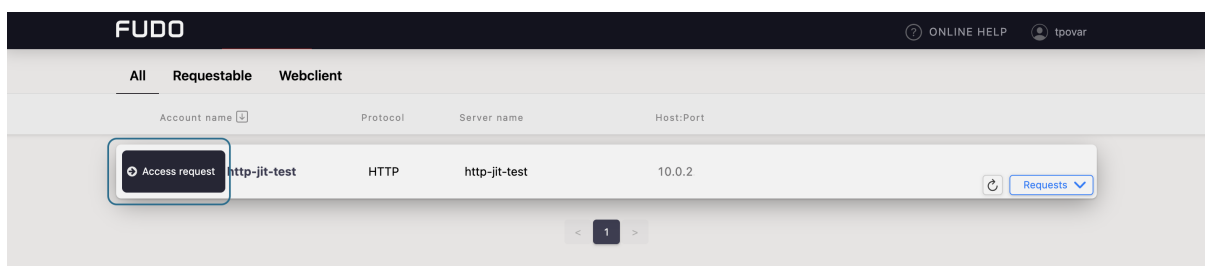 FUDO
? ONLINE HELP tpovar
All Requestable Webclient
Account name Protocol Server name Host:Port
Access request http-jit-test HTTP http-jit-test 10.0.2
Requests
< 1 >